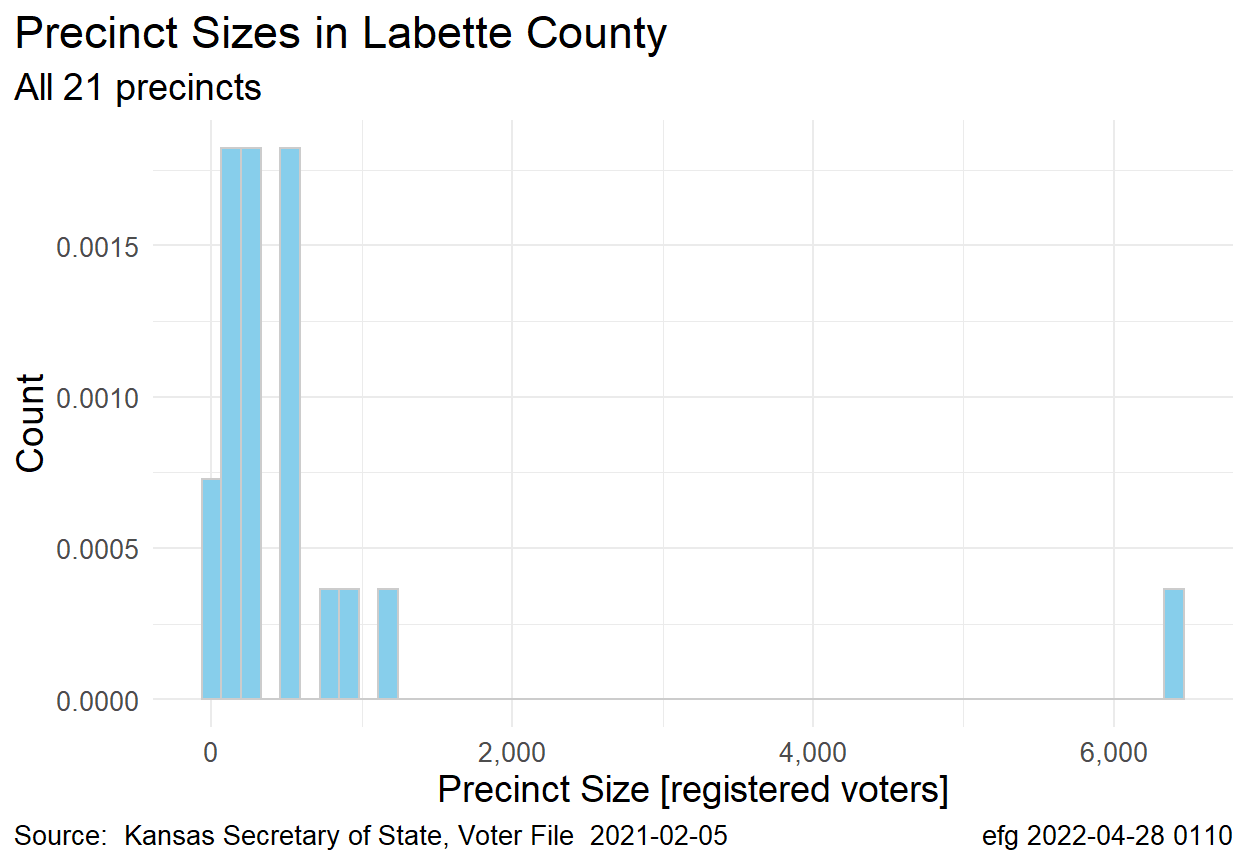 Precinct Sizes in Labette County
All 21 precincts
Count
0.0015
0.0010
0.0005
0.0000
0 2,000 4,000 6,000
Precinct Size [registered voters]
Source:  Kansas Secretary of State, Voter File  2021-02-05
efg 2022-04-28 0110